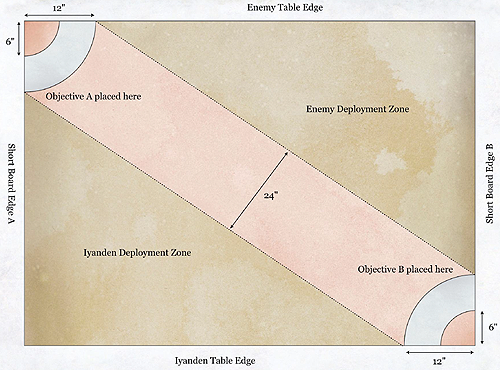 12"
Enemy Table Edge
6"
Objective A placed here
Enemy Deployment Zone
Short Board Edge A
Short Board Edge B
24"
Iyanden Deployment Zone
Objective B placed here
6"
Iyanden Table Edge
12"